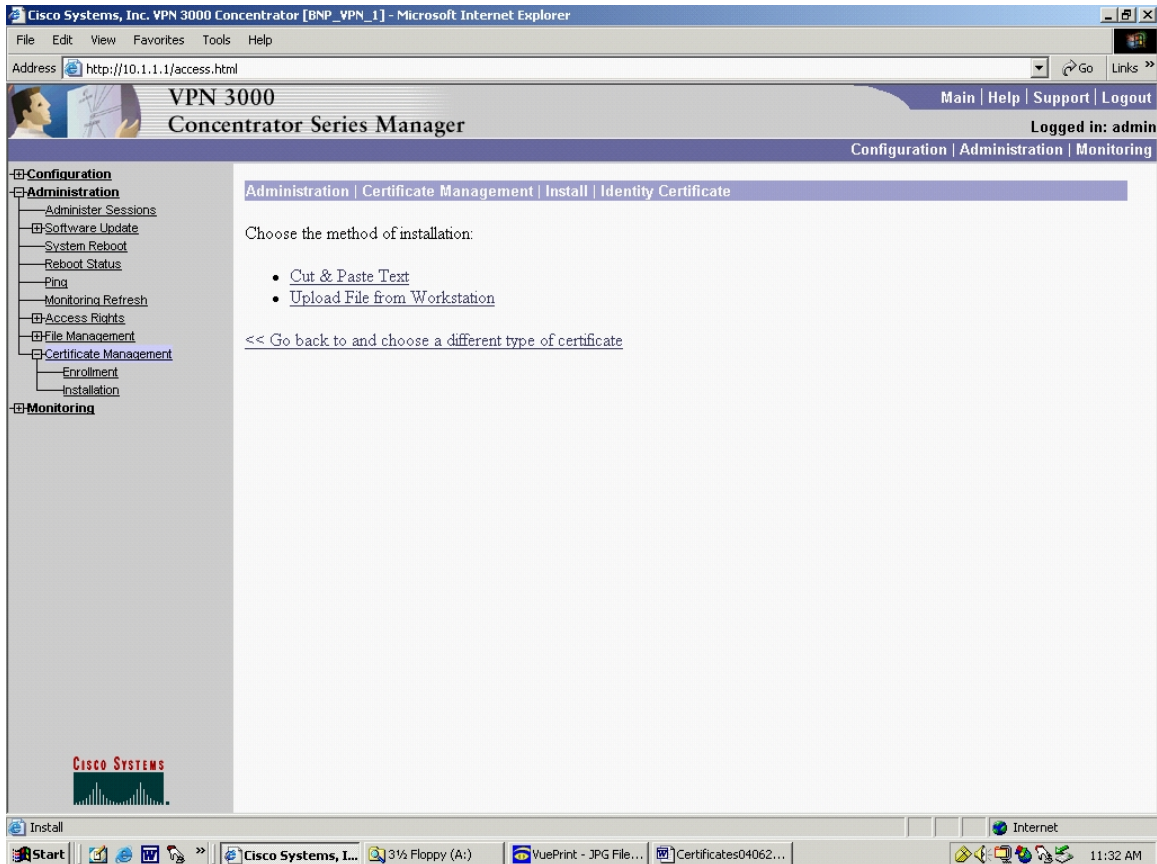 Cisco Systems, Inc. VPN 3000 Concentrator [BNP_VPN_1] - Microsoft Internet Explorer
File Edit View Favorites Tools Help
Address http://10.1.1.1/access.html Go Links »
VPN 3000
Concentrator Series Manager
Main | Help | Support | Logout
Logged in: admin
Configuration | Administration | Monitoring
Configuration
Administration
Administer Sessions
Software Update
System Reboot
Reboot Status
Ping
Monitoring Refresh
Access Rights
File Management
Certificate Management
Enrollment
Installation
Monitoring
Administration | Certificate Management | Install | Identity Certificate
Choose the method of installation:
• Cut & Paste Text
• Upload File from Workstation
<< Go back to and choose a different type of certificate
CISCO SYSTEMS
Install Internet
Start » Cisco Systems, I... 3½ Floppy (A:) VuePrint - JPG File... Certificates04062... 11:32 AM